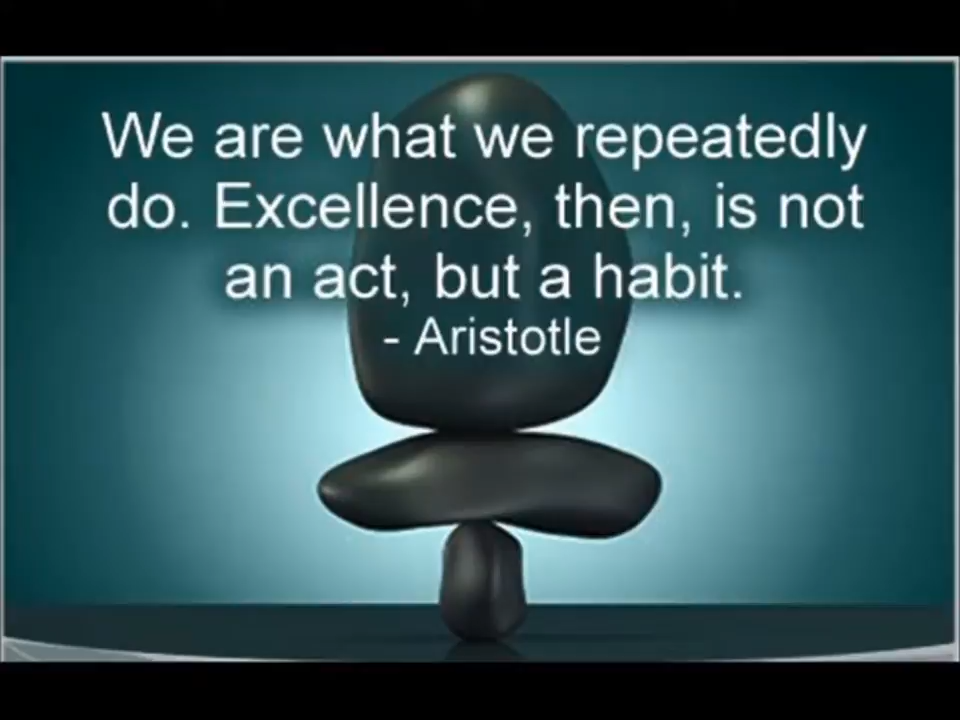 We are what we repeatedly
do. Excellence, then, is not
an act, but a habit.
- Aristotle